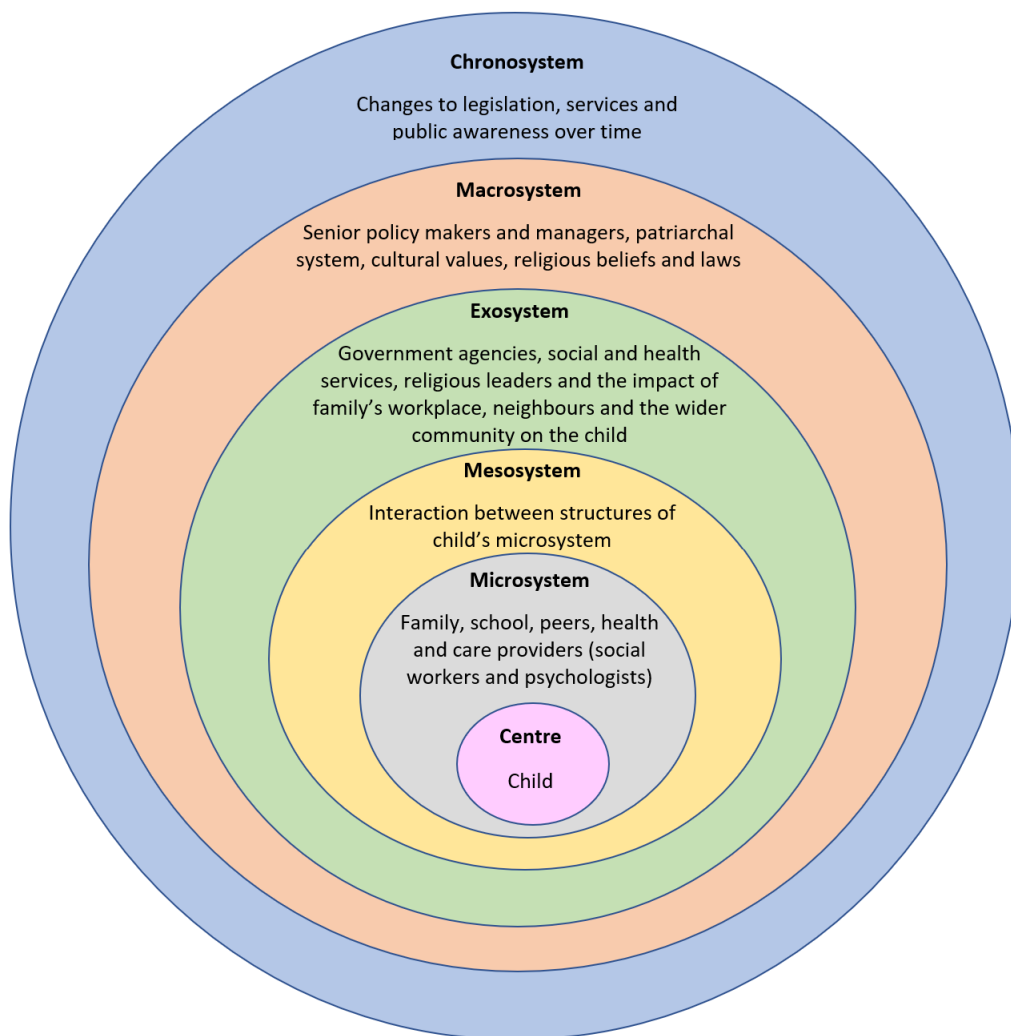 Chronosystem
Changes to legislation, services and
public awareness over time
Macrosystem
Senior policy makers and managers, patriarchal
system, cultural values, religious beliefs and laws
Exosystem
Government agencies, social and health
services, religious leaders and the impact of
family’s workplace, neighbours and the wider
community on the child
Mesosystem
Interaction between structures of
child’s microsystem
Microsystem
Family, school, peers, health
and care providers (social
workers and psychologists)
Centre
Child